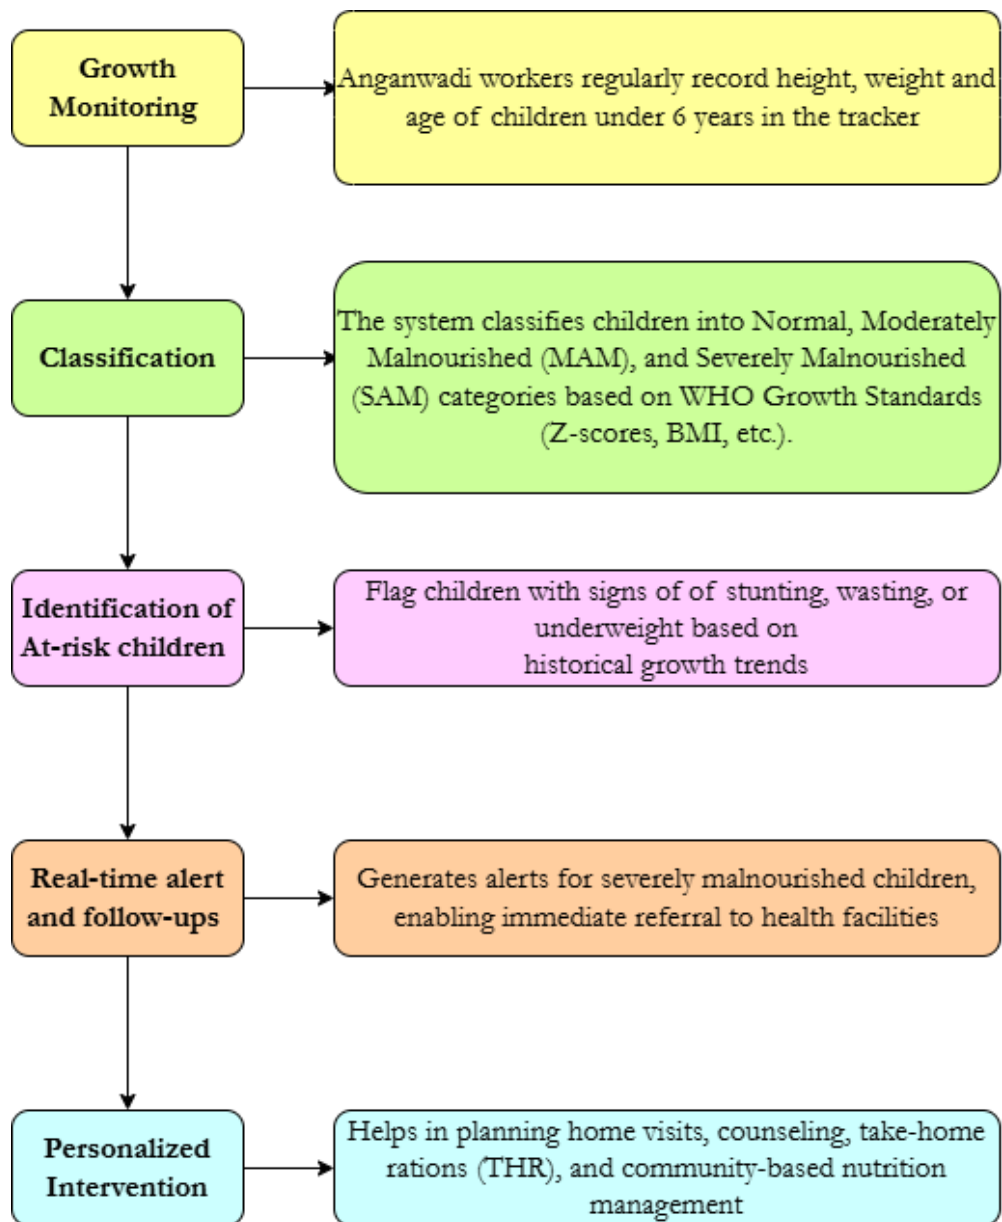 Growth
Monitoring
Anganwadi workers regularly record height, weight and
age of children under 6 years in the tracker
Classification
The system classifies children into Normal, Moderately
Malnourished (MAM), and Severely Malnourished
(SAM) categories based on WHO Growth Standards
(Z-scores, BMI, etc.).
Identification of
At-risk children
Flag children with signs of of stunting, wasting, or
underweight based on
historical growth trends
Real-time alert
and follow-ups
Generates alerts for severely malnourished children,
enabling immediate referral to health facilities
Personalized
Intervention
Helps in planning home visits, counseling, take-home
rations (THR), and community-based nutrition
management